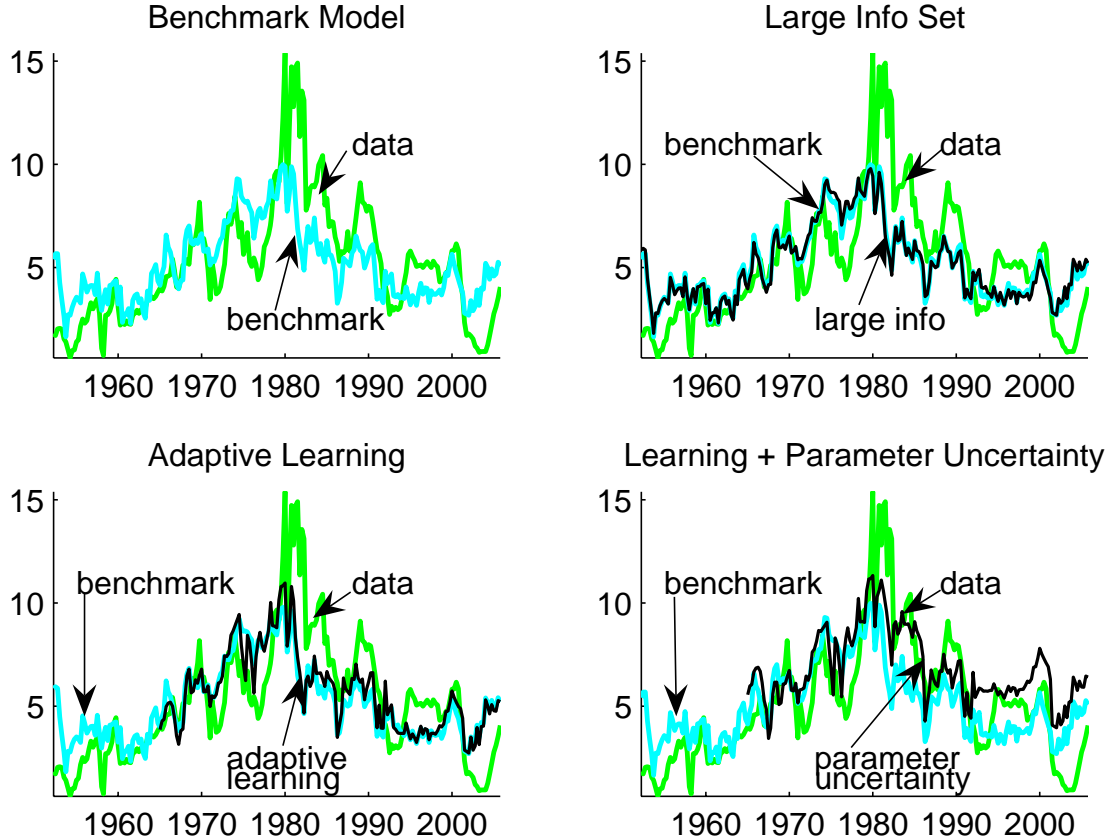 Benchmark Model
15
10
5
data
benchmark
1960 1970 1980 1990 2000
Large Info Set
15
10
5
benchmark
data
large info
1960 1970 1980 1990 2000
Adaptive Learning
15
10
5
benchmark
data
adaptive
learning
1960 1970 1980 1990 2000
Learning + Parameter Uncertainty
15
10
5
benchmark
data
parameter
uncertainty
1960 1970 1980 1990 2000